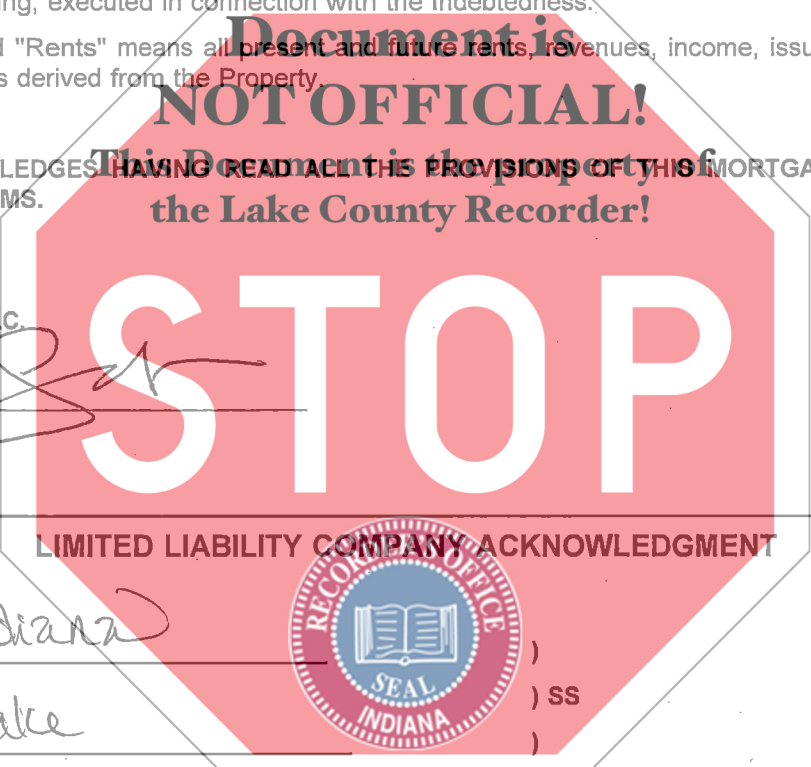 ng, executed in connection with the Indebtedness.
Document is
d "Rents" means all present and future rents, revenues, income, issu
s derived from the Property.
NOT OFFICIAL!
This Document is the property of
LEDGES HAVING READ ALL THE PROVISIONS OF THIS MORTGA
MS.
the Lake County Recorder!
.C.
STOP
LIMITED LIABILITY COMPANY ACKNOWLEDGMENT
RECORDER'S OFFICE
SEAL
INDIANA
diana
)
) SS
ake
)